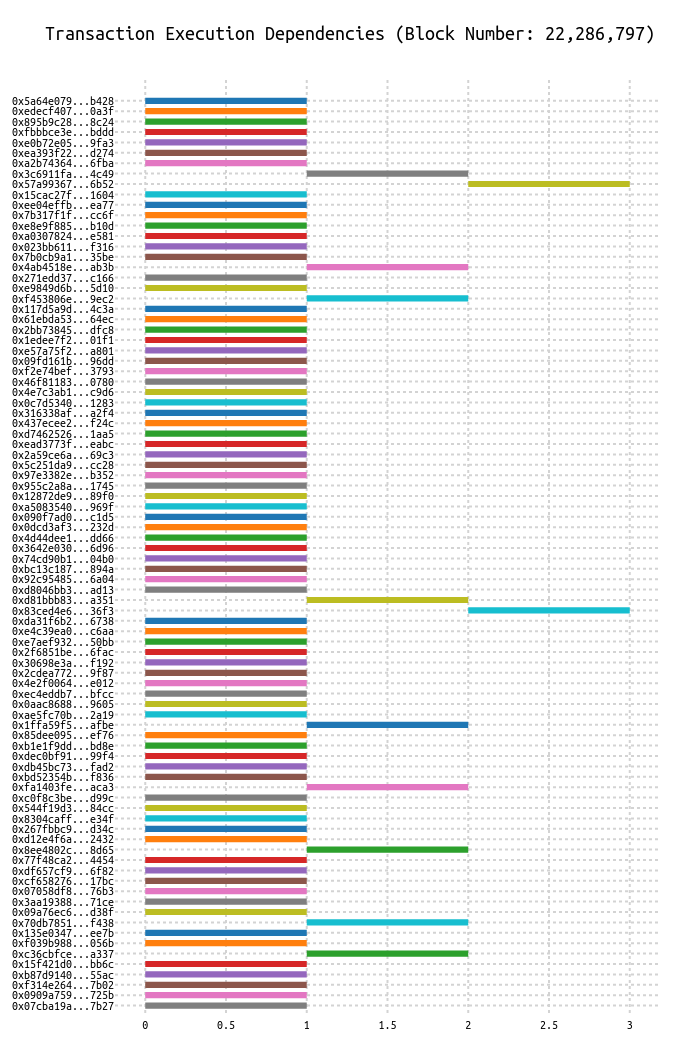 Transaction Execution Dependencies (Block Number: 22,286,797)
0x5a64e079...b428
0xedecf407...0a3f
0x895b9c28...8c24
0xfbbbce3e...bddd
0xe0b72e05...9fa3
0xea393f22...d274
0xa2b74364...6fba
0x3c6911fa...4c49
0x57a99367...6b52
0x15cac27f...1604
0xee04effb...ea77
0x7b317f1f...cc6f
0xe8e9f885...b10d
0xa0307824...e581
0x023bb611...f316
0x7b0cb9a1...35be
0x4ab4518e...ab3b
0x271edd37...c166
0xe9849d6b...5d10
0xf453806e...9ec2
0x117d5a9d...4c3a
0x61ebda53...64ec
0x2bb73845...dfc8
0x1edee7f2...01f1
0xe57a75f2...a801
0x09fd161b...96dd
0xf2e74bef...3793
0x46f81183...0780
0x4e7c3ab1...c9d6
0x0c7d5340...1283
0x316338af...a2f4
0x437ecee2...f24c
0xd7462526...1aa5
0xead3773f...eabc
0x2a59ce6a...69c3
0x5c251da9...cc28
0x97e3382e...b352
0x955c2a8a...1745
0x12872de9...89f0
0xa5083540...969f
0x090f7ad0...c1d5
0x0dcd3af3...232d
0x4d44dee1...dd66
0x3642e030...6d96
0x74cd90b1...04b0
0xbc13c187...894a
0x92c95485...6a04
0xd8046bb3...ad13
0xd81bbb83...a351
0x83ced4e6...36f3
0xda31f6b2...6738
0xe4c39ea0...c6aa
0xe7aef932...50bb
0x2f6851be...6fac
0x30698e3a...f192
0x2cdea772...9f87
0x4e2f0064...e012
0xec4eddb7...bfcc
0x0aac8688...9605
0xae5fc70b...2a19
0x1ffa59f5...afbe
0x85dee095...ef76
0xb1e1f9dd...bd8e
0xdec0bf91...99f4
0xdb45bc73...fad2
0xbd52354b...f836
0xfa1403fe...aca3
0xc0f8c3be...d99c
0x544f19d3...84cc
0x8304caff...e34f
0x267fbbc9...d34c
0xd12e4f6a...2432
0x8ee4802c...8d65
0x77f48ca2...4454
0xdf657cf9...6f82
0xcf658276...17bc
0x07058df8...76b3
0x3aa19388...71ce
0x09a76ec6...d38f
0x70db7851...f438
0x135e0347...ee7b
0xf039b988...056b
0xc36cbfce...a337
0x15f421d0...bb6c
0xb87d9140...55ac
0xf314e264...7b02
0x0909a759...725b
0x07cba19a...7b27
0 0.5 1 1.5 2 2.5 3